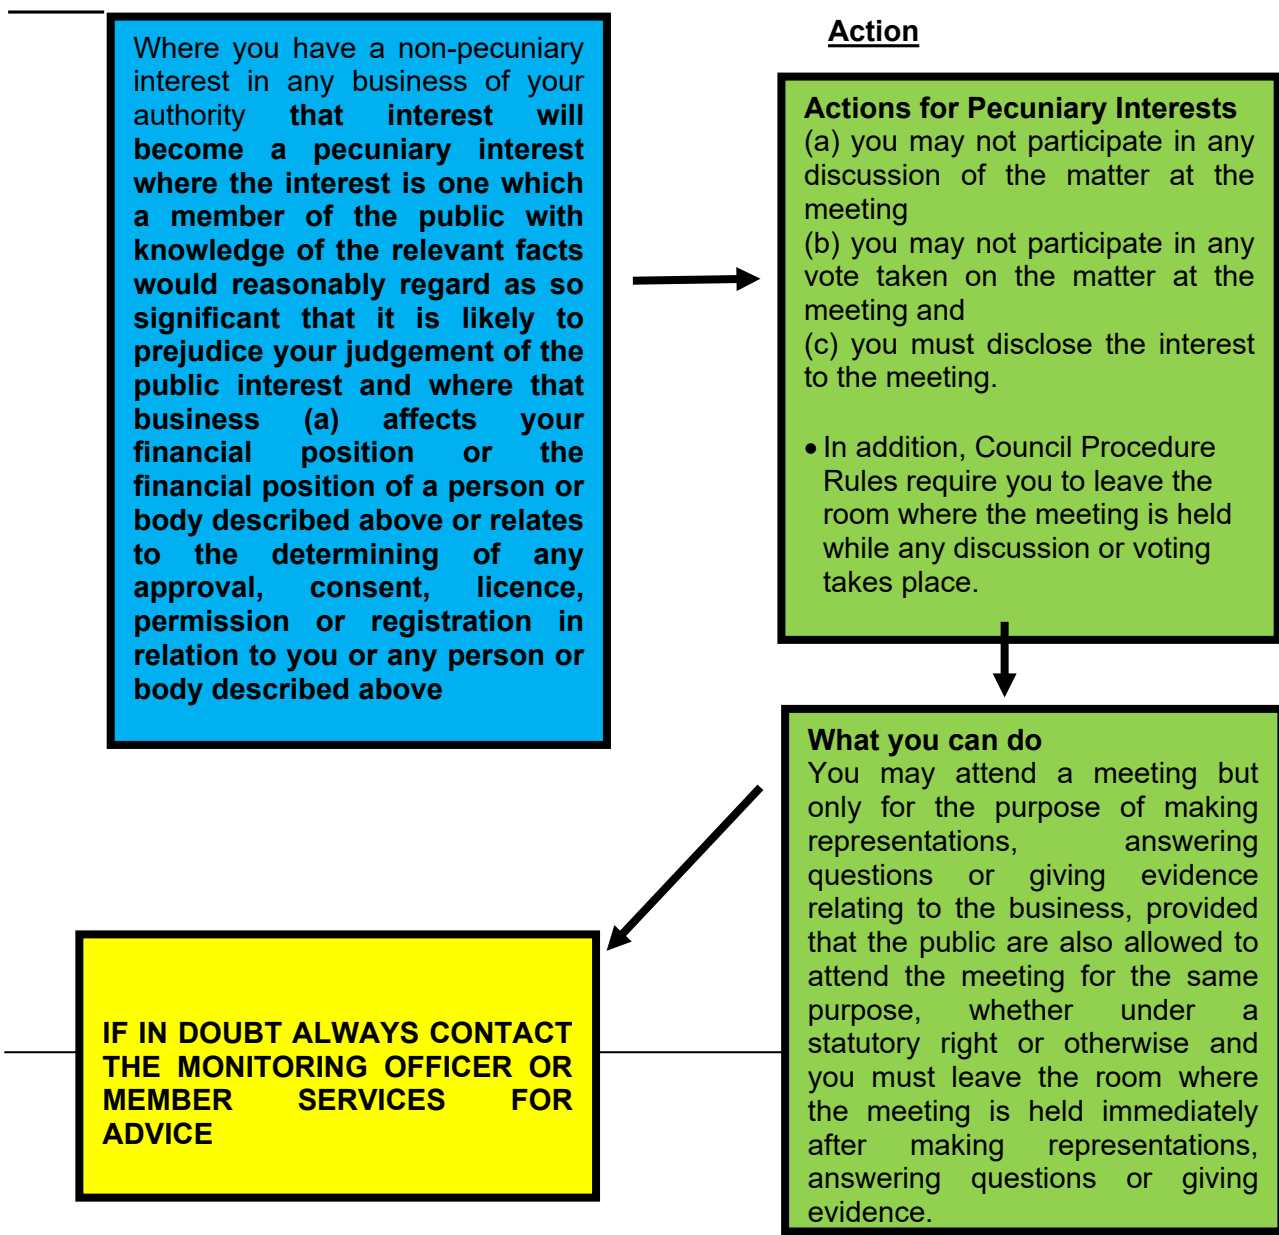 Where you have a non-pecuniary
interest in any business of your
authority that interest will
become a pecuniary interest
where the interest is one which
a member of the public with
knowledge of the relevant facts
would reasonably regard as so
significant that it is likely to
prejudice your judgement of the
public interest and where that
business (a) affects your
financial position or the
financial position of a person or
body described above or relates
to the determining of any
approval, consent, licence,
permission or registration in
relation to you or any person or
body described above
Action
Actions for Pecuniary Interests
(a) you may not participate in any
discussion of the matter at the
meeting
(b) you may not participate in any
vote taken on the matter at the
meeting and
(c) you must disclose the interest
to the meeting.
• In addition, Council Procedure
Rules require you to leave the
room where the meeting is held
while any discussion or voting
takes place.
What you can do
You may attend a meeting but
only for the purpose of making
representations, answering
questions or giving evidence
relating to the business, provided
that the public are also allowed to
attend the meeting for the same
purpose, whether under a
statutory right or otherwise and
you must leave the room where
the meeting is held immediately
after making representations,
answering questions or giving
evidence.
IF IN DOUBT ALWAYS CONTACT
THE MONITORING OFFICER OR
MEMBER SERVICES FOR
ADVICE